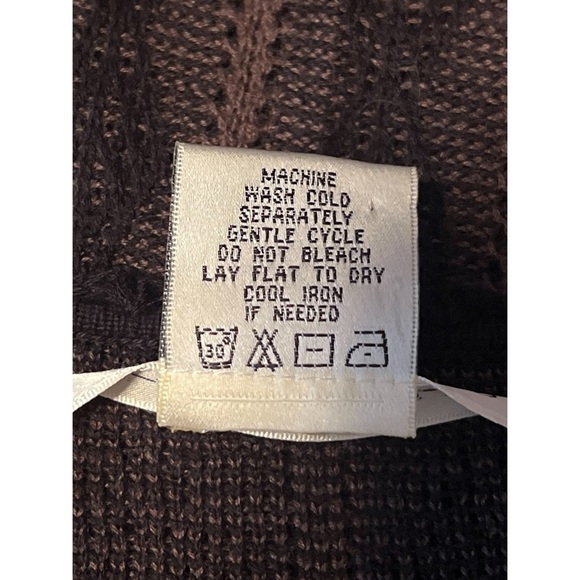 MACHINE
WASH COLD
SEPARATELY
GENTLE CYCLE
DO NOT BLEACH
LAY FLAT TO DRY
COOL IRON
IF NEEDED
30°